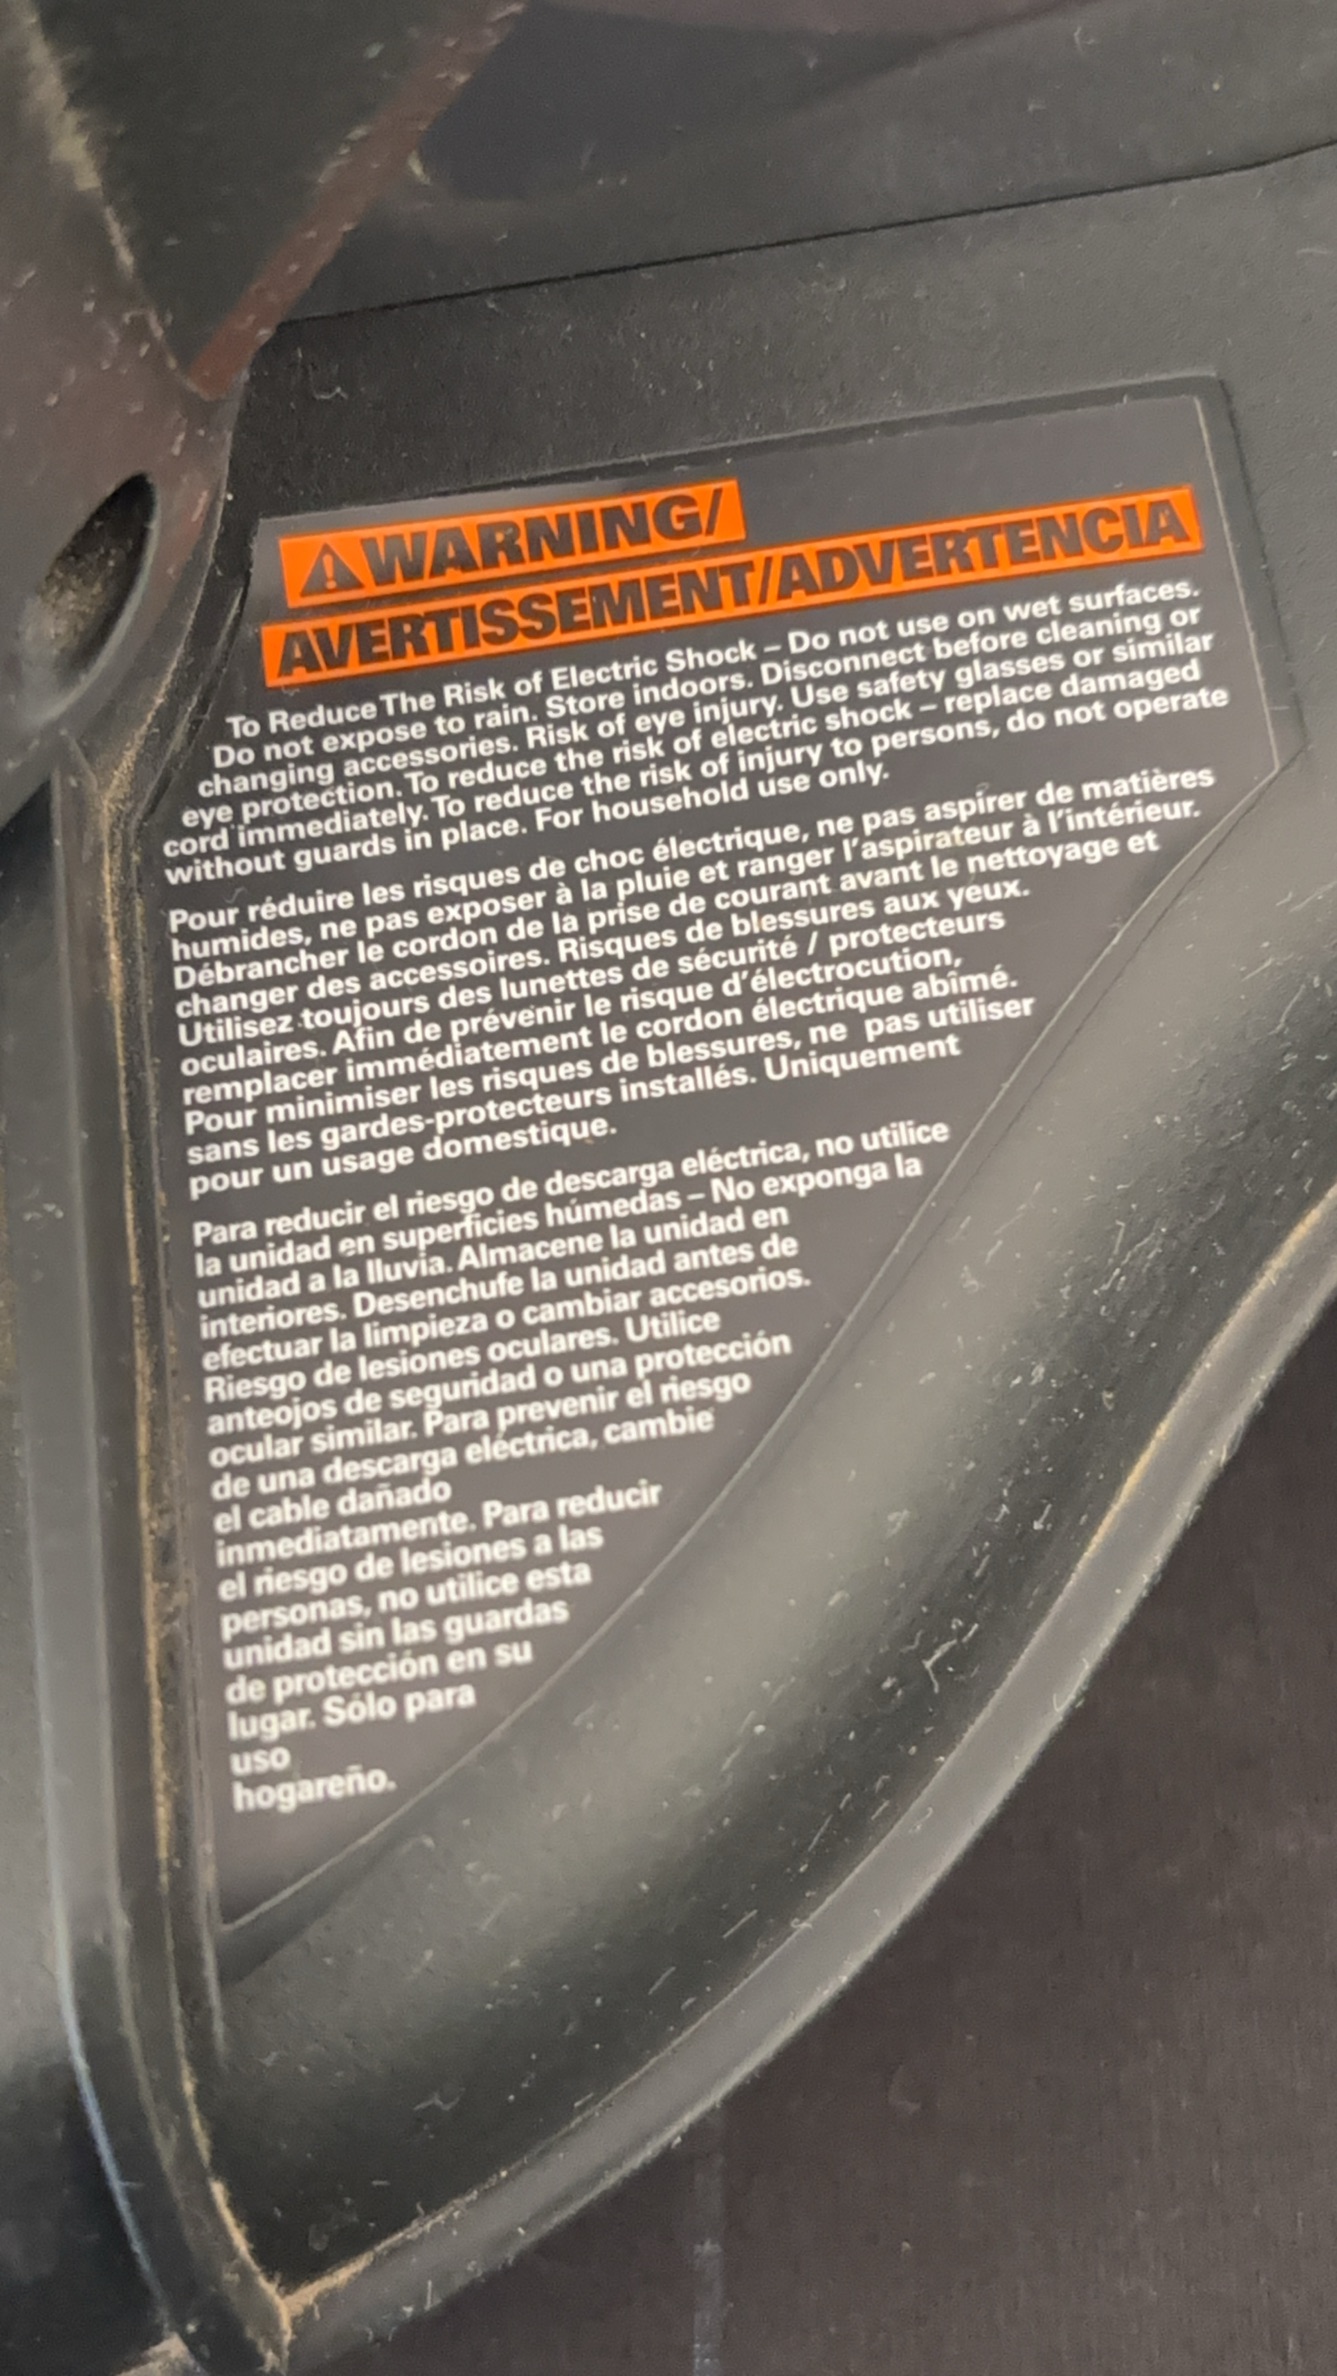 ⚠WARNING/
AVERTISSEMENT/ADVERTENCIA
To Reduce The Risk of Electric Shock – Do not use on wet surfaces.
Do not expose to rain. Store indoors. Disconnect before cleaning or
changing accessories. Risk of eye injury. Use safety glasses or similar
eye protection. To reduce the risk of electric shock – replace damaged
cord immediately. To reduce the risk of injury to persons, do not operate
without guards in place. For household use only.
Pour réduire les risques de choc électrique, ne pas aspirer de matières
humides, ne pas exposer à la pluie et ranger l'aspirateur à l'intérieur.
Débrancher le cordon de la prise de courant avant le nettoyage et
changer des accessoires. Risques de blessures aux yeux.
Utilisez toujours des lunettes de sécurité / protecteurs
oculaires. Afin de prévenir le risque d'électrocution,
remplacer immédiatement le cordon électrique abîmé.
Pour minimiser les risques de blessures, ne pas utiliser
sans les gardes-protecteurs installés. Uniquement
pour un usage domestique.
Para reducir el riesgo de descarga eléctrica, no utilice
la unidad en superficies húmedas – No exponga la
unidad a la lluvia. Almacene la unidad en
interiores. Desenchufe la unidad antes de
efectuar la limpieza o cambiar accesorios.
Riesgo de lesiones oculares. Utilice
anteojos de seguridad o una protección
ocular similar. Para prevenir el riesgo
de una descarga eléctrica, cambie
el cable dañado
inmediatamente. Para reducir
el riesgo de lesiones a las
personas, no utilice esta
unidad sin las guardas
de protección en su
lugar. Sólo para
uso
hogareño.